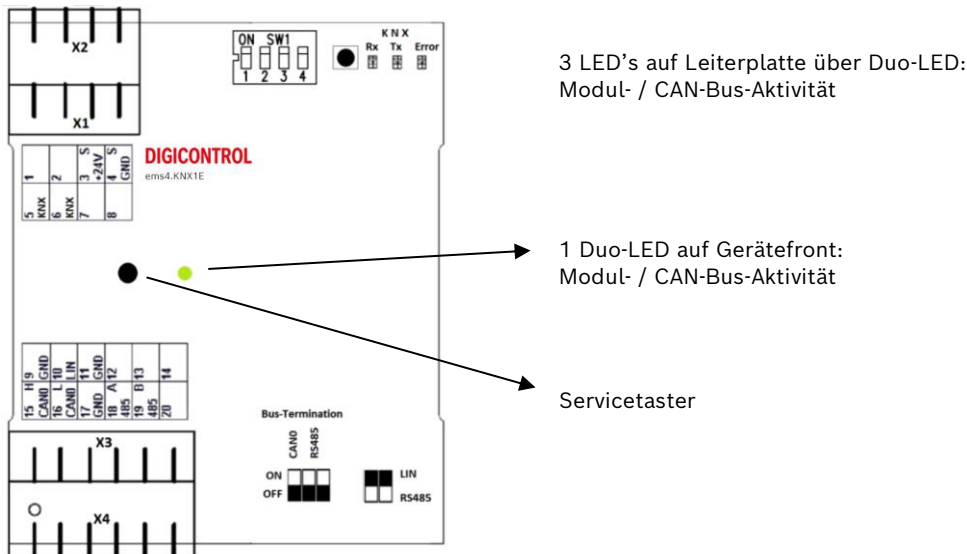 X2
X1
ON SW1
1 2 3 4
KNX
Rx Tx Error
3 LED's auf Leiterplatte über Duo-LED:
Modul- / CAN-Bus-Aktivität
1
2
3 S
+24V
4 S
GND
5
KNX
6
KNX
7
8
DIGICONTROL
ems4.KNX1E
1 Duo-LED auf Gerätefront:
Modul- / CAN-Bus-Aktivität
Servicetaster
9
GND
10
LIN
11
GND
12
13
14
15 H
CAN0
16 L
CAN0
17
GND
18 A
485
19 B
485
20
X3
X4
Bus-Termination
CAN0
RS485
ON
OFF
LIN
RS485